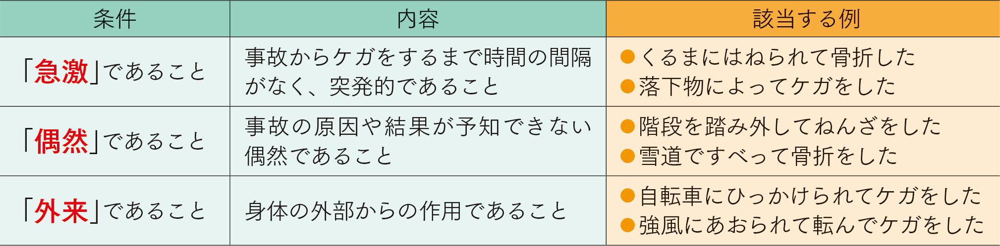 条件
内容
該当する例
「急激」であること
事故からケガをするまで時間の間隔
がなく、突発的であること
●くるまにはねられて骨折した
●落下物によってケガをした
「偶然」であること
事故の原因や結果が予知できない
偶然であること
●階段を踏み外してねんざをした
●雪道ですべって骨折をした
「外来」であること
身体の外部からの作用であること
●自転車にひっかけられてケガをした
●強風にあおられて転んでケガをした